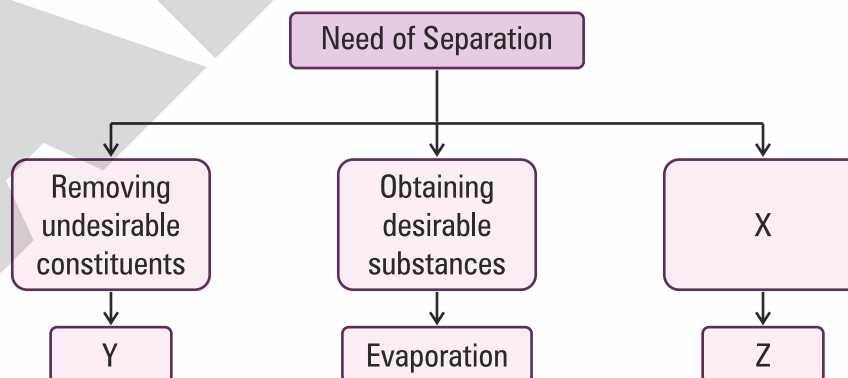 Need of Separation
Removing
undesirable
constituents
Obtaining
desirable
substances
X
Y
Evaporation
Z